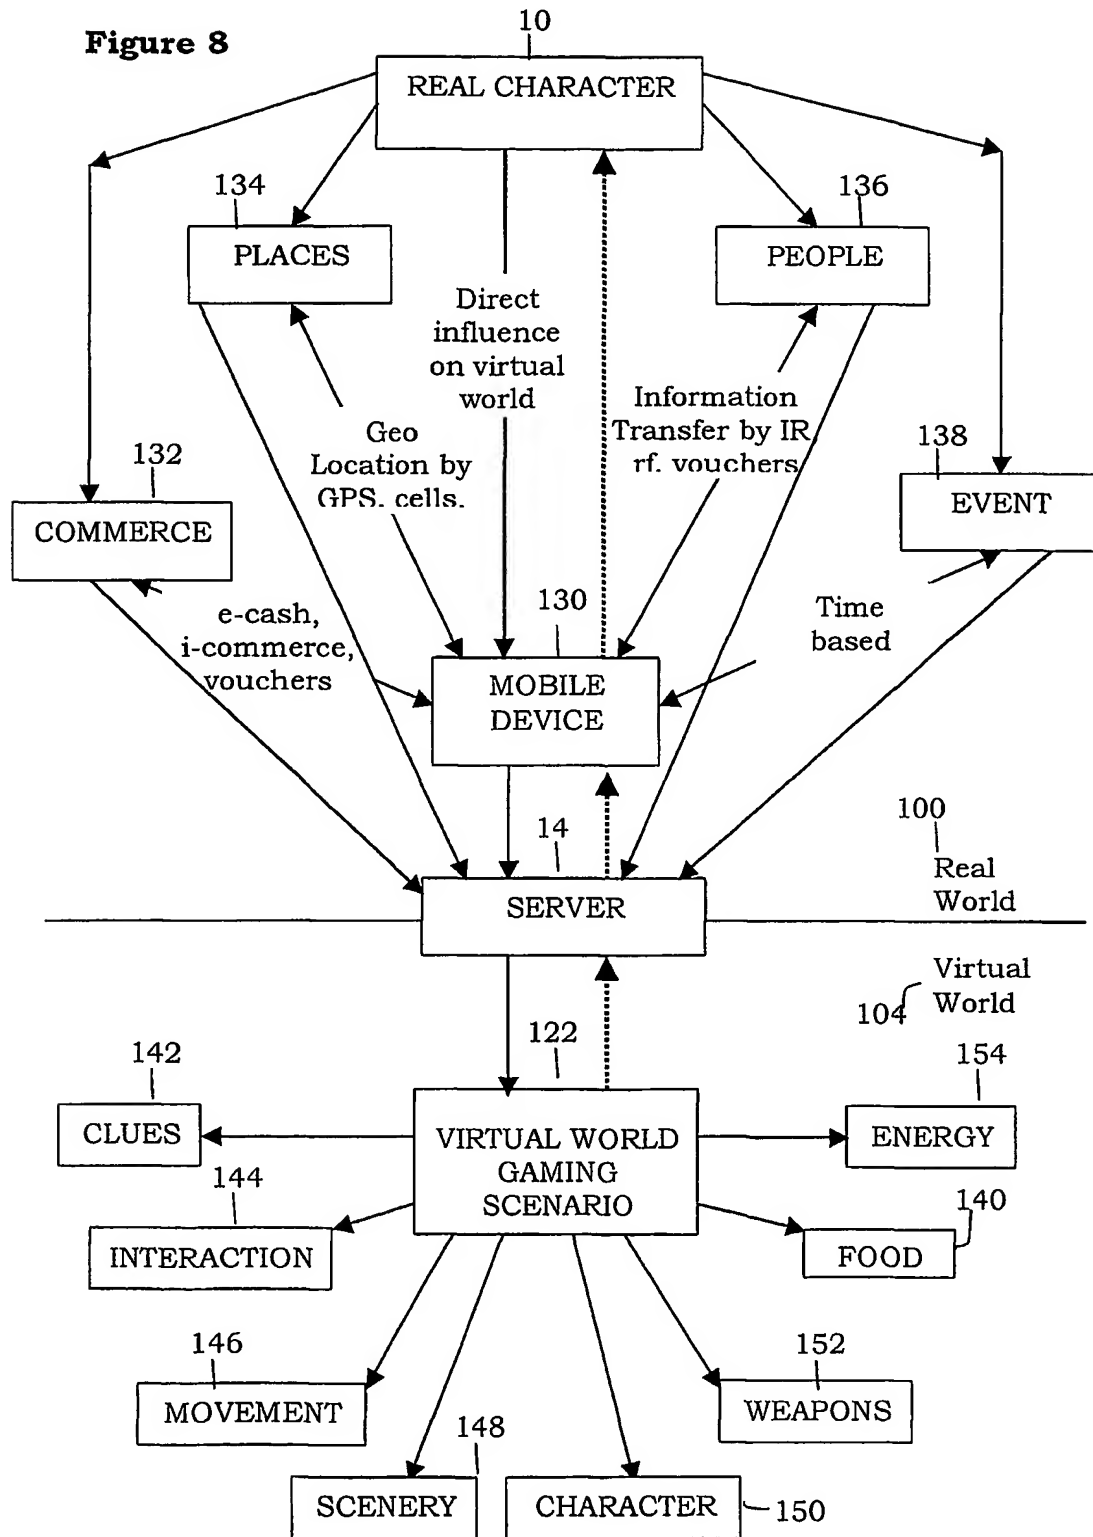 Figure 8
10
REAL CHARACTER
134
PLACES
136
PEOPLE
Direct
influence
on virtual
world
Geo
Location by
GPS. cells.
Information
Transfer by IR
rf. vouchers
132
COMMERCE
138
EVENT
e-cash,
i-commerce,
vouchers
130
MOBILE
DEVICE
Time
based
14
SERVER
100
Real
World
Virtual
World
104
122
VIRTUAL WORLD
GAMING
SCENARIO
142
CLUES
154
ENERGY
144
INTERACTION
140
FOOD
146
MOVEMENT
152
WEAPONS
148
SCENERY
CHARACTER
150